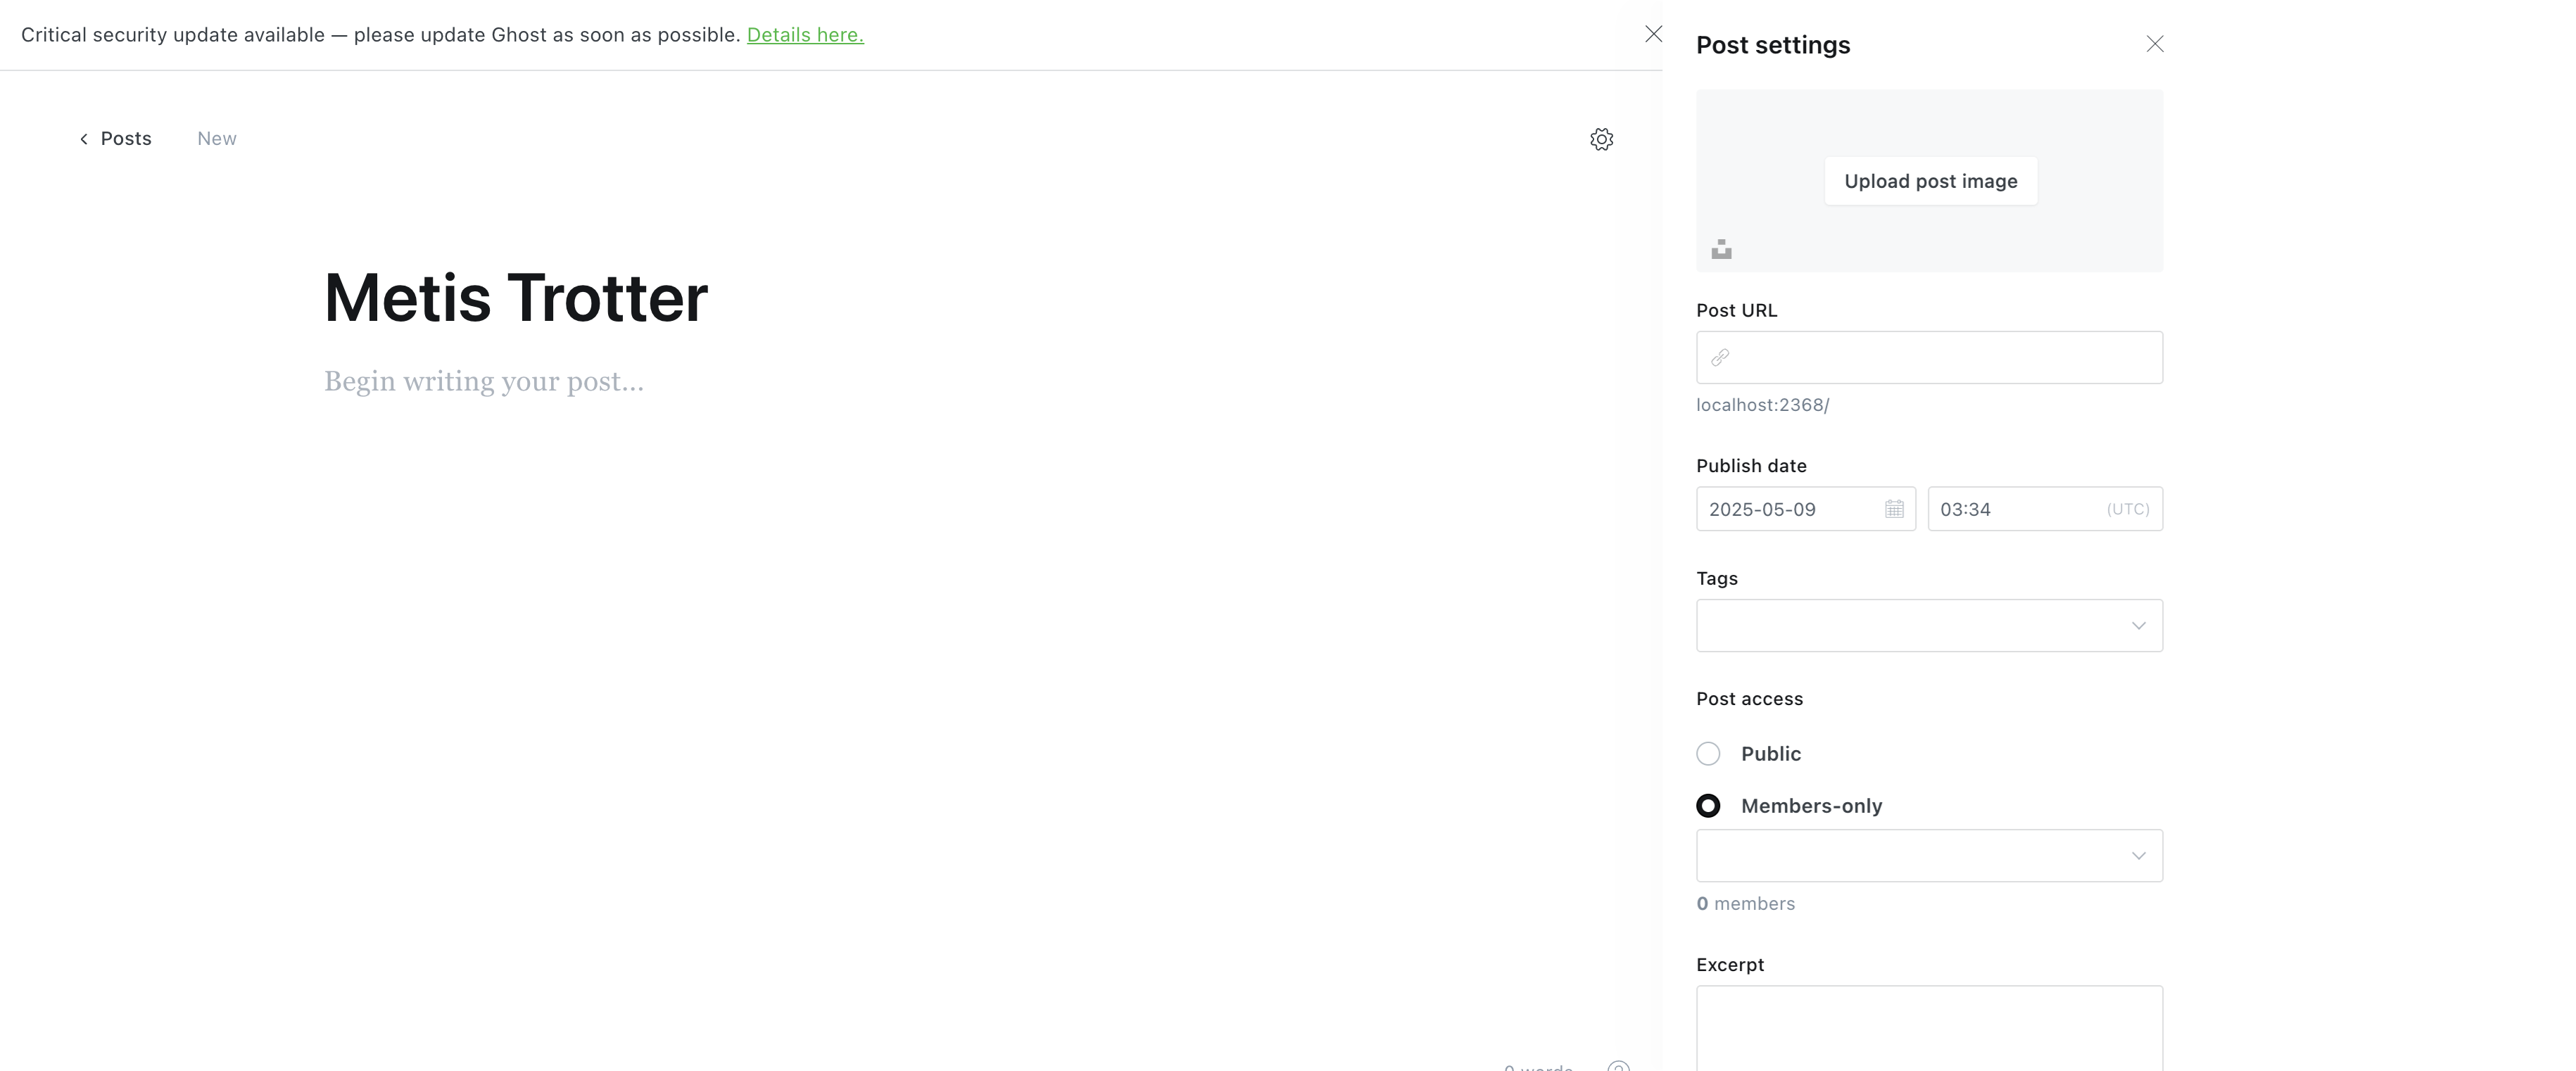 Critical security update available — please update Ghost as soon as possible. Details here.
Posts
New
Metis Trotter
Begin writing your post...
0 words
Post settings
Upload post image
Post URL
localhost:2368/
Publish date
2025-05-09
03:34
(UTC)
Tags
Post access
Public
Members-only
0 members
Excerpt